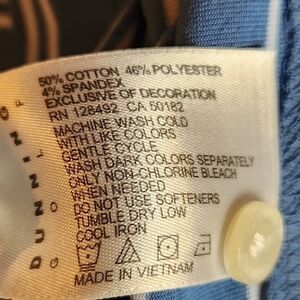 50% COTTON 46% POLYESTER
4% SPANDEX
EXCLUSIVE OF DECORATION
RN 128492 CA 50182
MACHINE WASH COLD
WITH LIKE COLORS
GENTLE CYCLE
WASH DARK COLORS SEPARATELY
ONLY NON-CHLORINE BLEACH
WHEN NEEDED
DO NOT USE SOFTENERS
TUMBLE DRY LOW
COOL IRON
MADE IN VIETNAM
DUNNING
GOLF